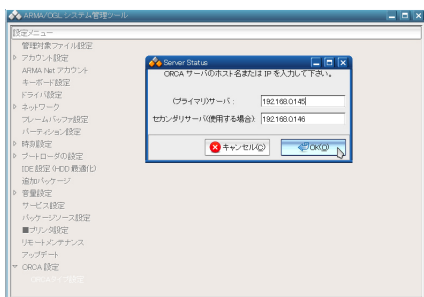 ARMA/OGL システム管理ツール
設定メニュー
管理対象ファイル設定
アカウント設定
ARMA Net アカウント
キーボード設定
ドライバ設定
ネットワーク
フレームバッファ設定
パーティション設定
時刻設定
ブートローダの設定
IDE 設定 (HDD 最適化)
追加パッケージ
音量設定
サービス設定
パッケージソース設定
■プリンタ設定
リモートメンテナンス
アップデート
ORCA 設定
Server Status
ORCA サーバのホスト名または IP を入力して下さい。
(プライマリ)サーバ : 192.168.0.145
セカンダリサーバ(使用する場合): 192.168.0.146
キャンセル(C)
OK(O)